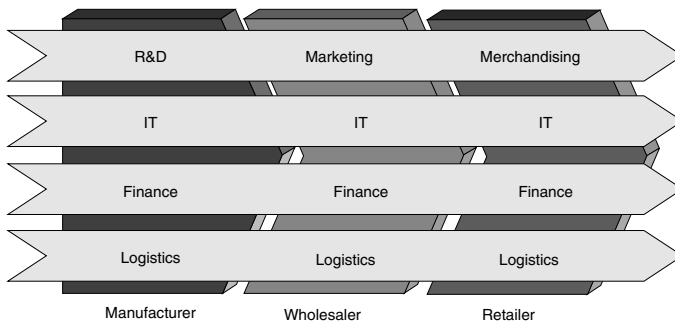 R&D Marketing Merchandising
IT IT IT
Finance Finance Finance
Logistics Logistics Logistics
Manufacturer Wholesaler Retailer